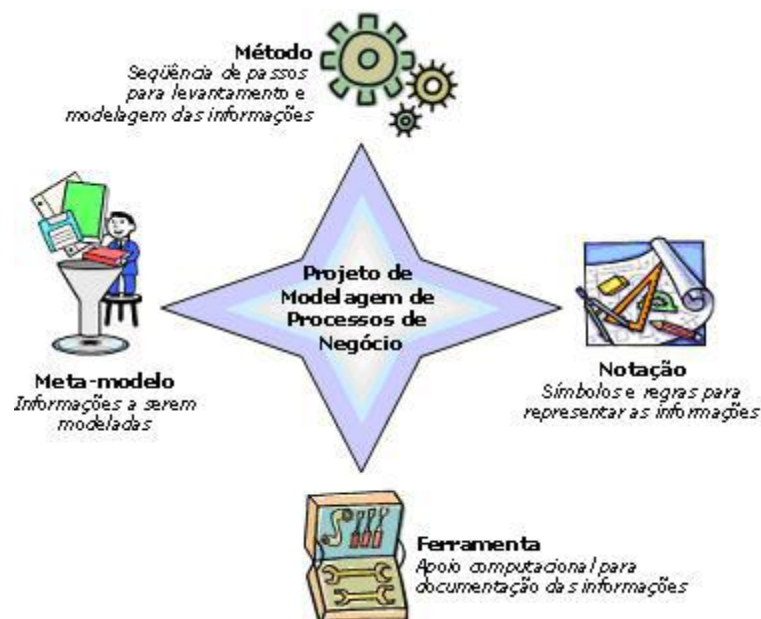 Método
Seqüência de passos
para levantamento e
modelagem das informações
Projeto de
Modelagem de
Processos de
Negócio
Meta-modelo
Informações a serem
modeladas
Notação
Símbolos e regras para
representar as informações
Ferramenta
Apoio computacional para
documentação das informações